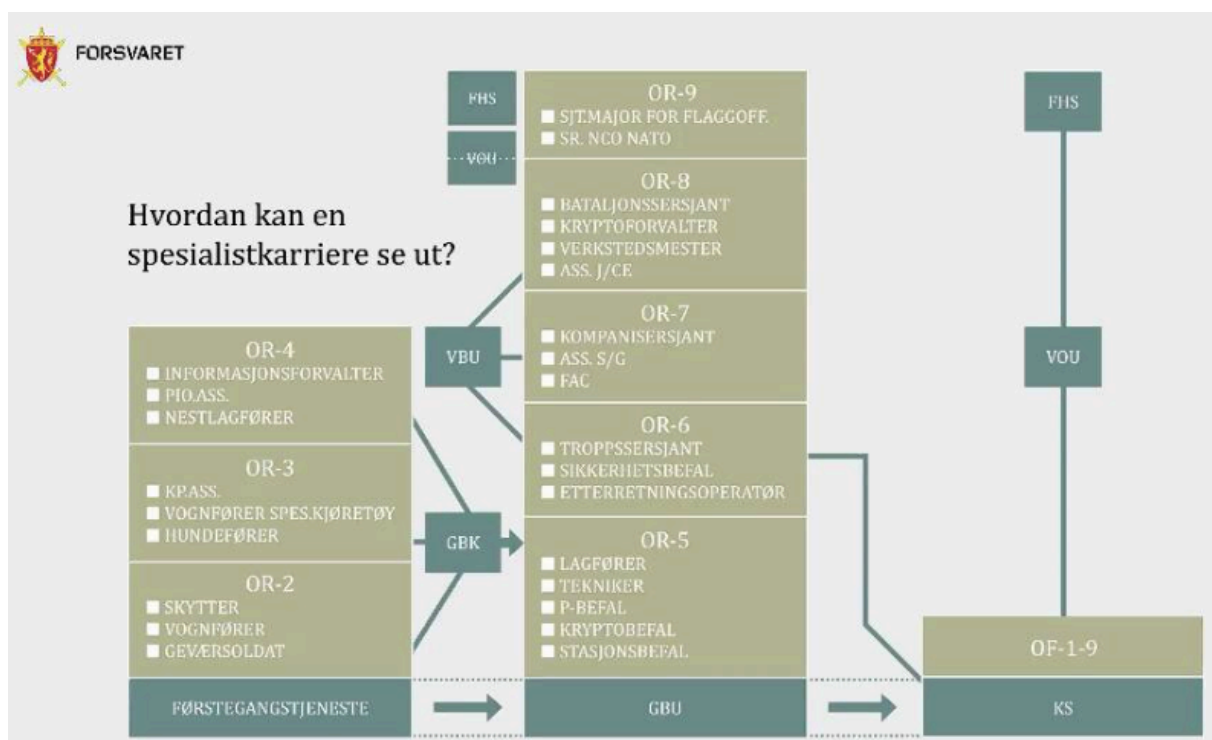 FORSVARET
Hvordan kan en
spesialistkarriere se ut?
OR-4
INFORMASJONSFORVALTER
PIO.ASS.
NESTLAGFØRER
OR-3
KP.ASS.
VOGNFØRER SPES.KJØRETØY
HUNDEFØRER
OR-2
SKYTTER
VOGNFØRER
GEVÆRSOLDAT
FØRSTEGANGSTJENESTE
FHS
VOU
VBU
GBK
OR-9
SJT.MAJOR FOR FLAGGOFF.
SR. NCO NATO
OR-8
BATALJONSSERSJANT
KRYPTOFORVALTER
VERKSTEDSMESTER
ASS. J/CE
OR-7
KOMPANISERSJANT
ASS. S/G
FAC
OR-6
TROPPSSERSJANT
SIKKERHETSBEFAL
ETTERRETNINGSOPERATØR
OR-5
LAGFØRER
TEKNIKER
P-BEFAL
KRYPTOBEFAL
STASJONSBEFAL
GBU
FHS
VOU
OF-1-9
KS